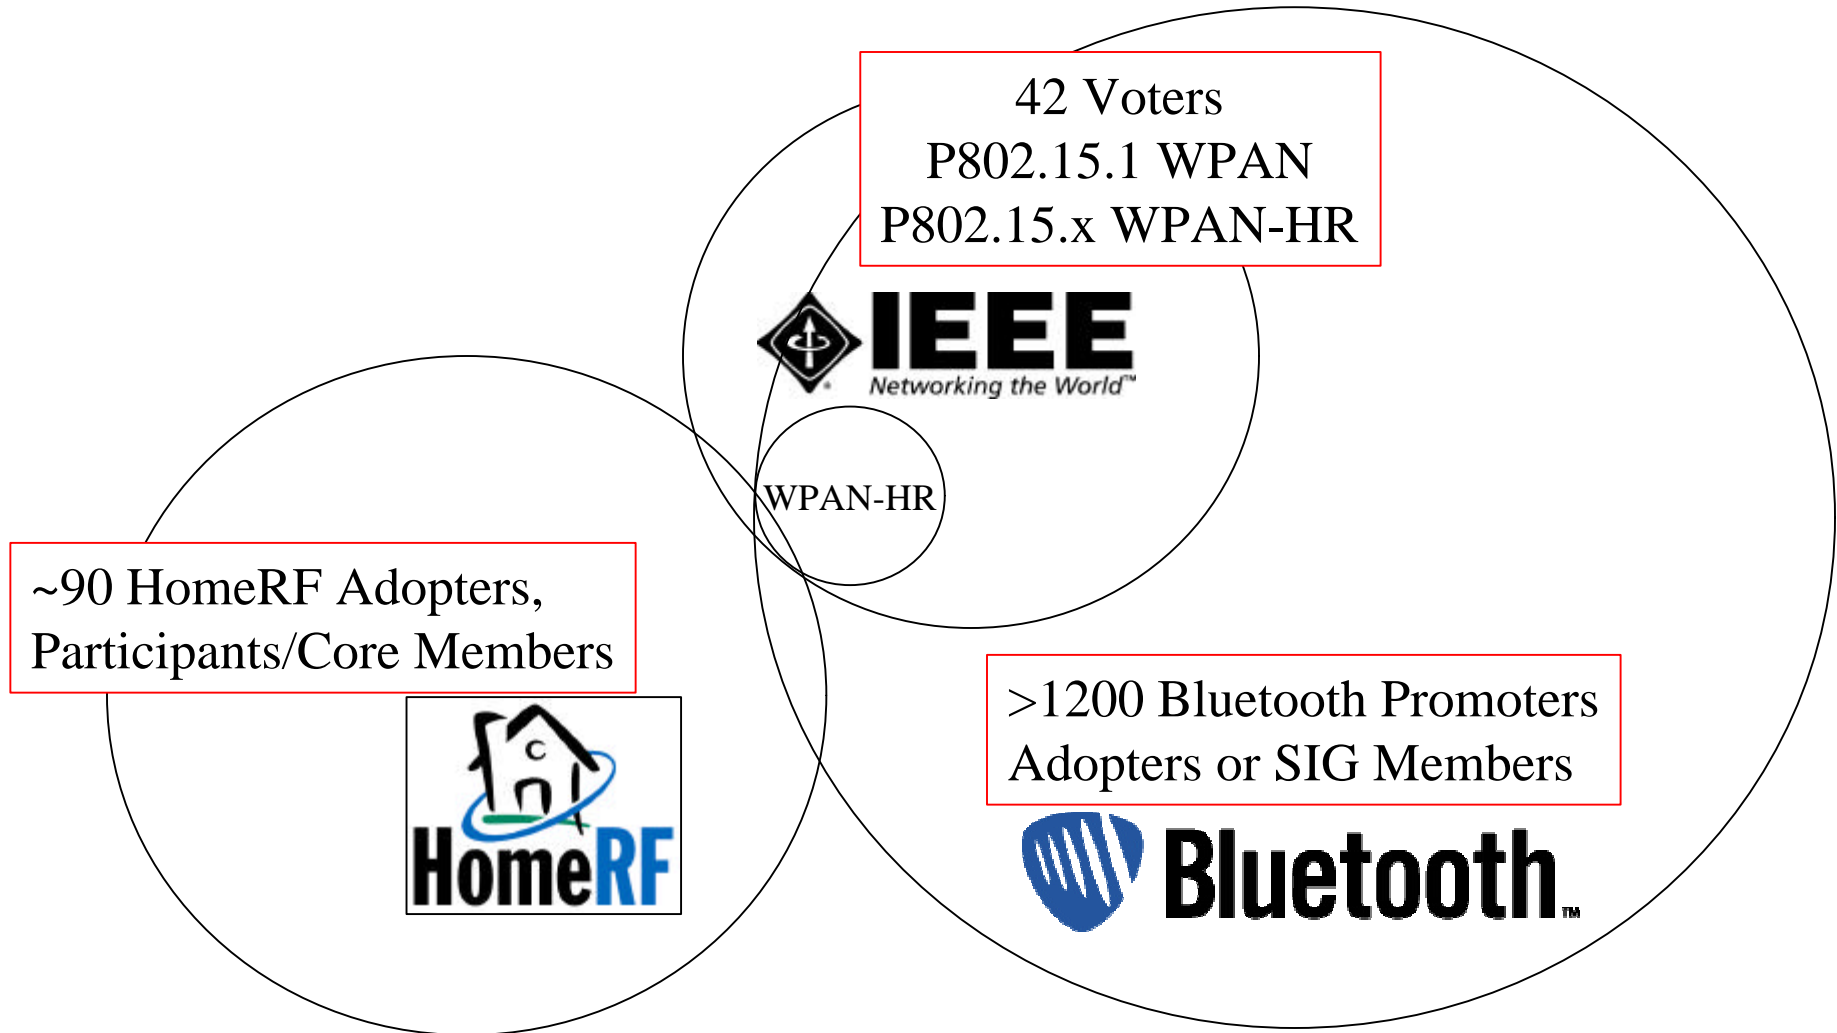 42 Voters
P802.15.1 WPAN
P802.15.x WPAN-HR
IEEE
Networking the World™
®
WPAN-HR
~90 HomeRF Adopters,
Participants/Core Members
HomeRF
>1200 Bluetooth Promoters
Adopters or SIG Members
Bluetooth™